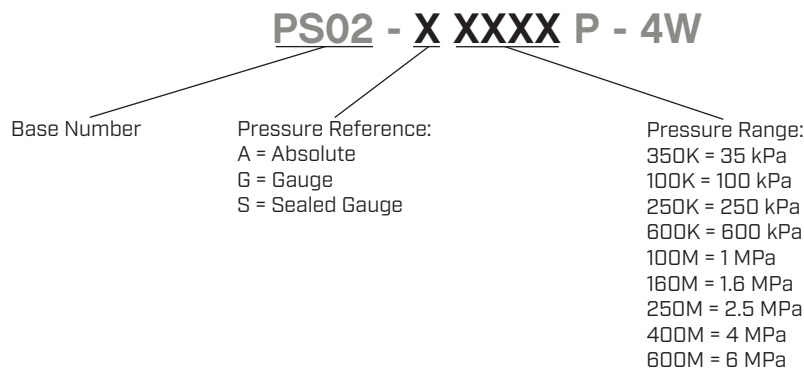 PS02 - X XXXX P - 4W
Base Number
Pressure Reference:
A = Absolute
G = Gauge
S = Sealed Gauge
Pressure Range:
350K = 35 kPa
100K = 100 kPa
250K = 250 kPa
600K = 600 kPa
100M = 1 MPa
160M = 1.6 MPa
250M = 2.5 MPa
400M = 4 MPa
600M = 6 MPa